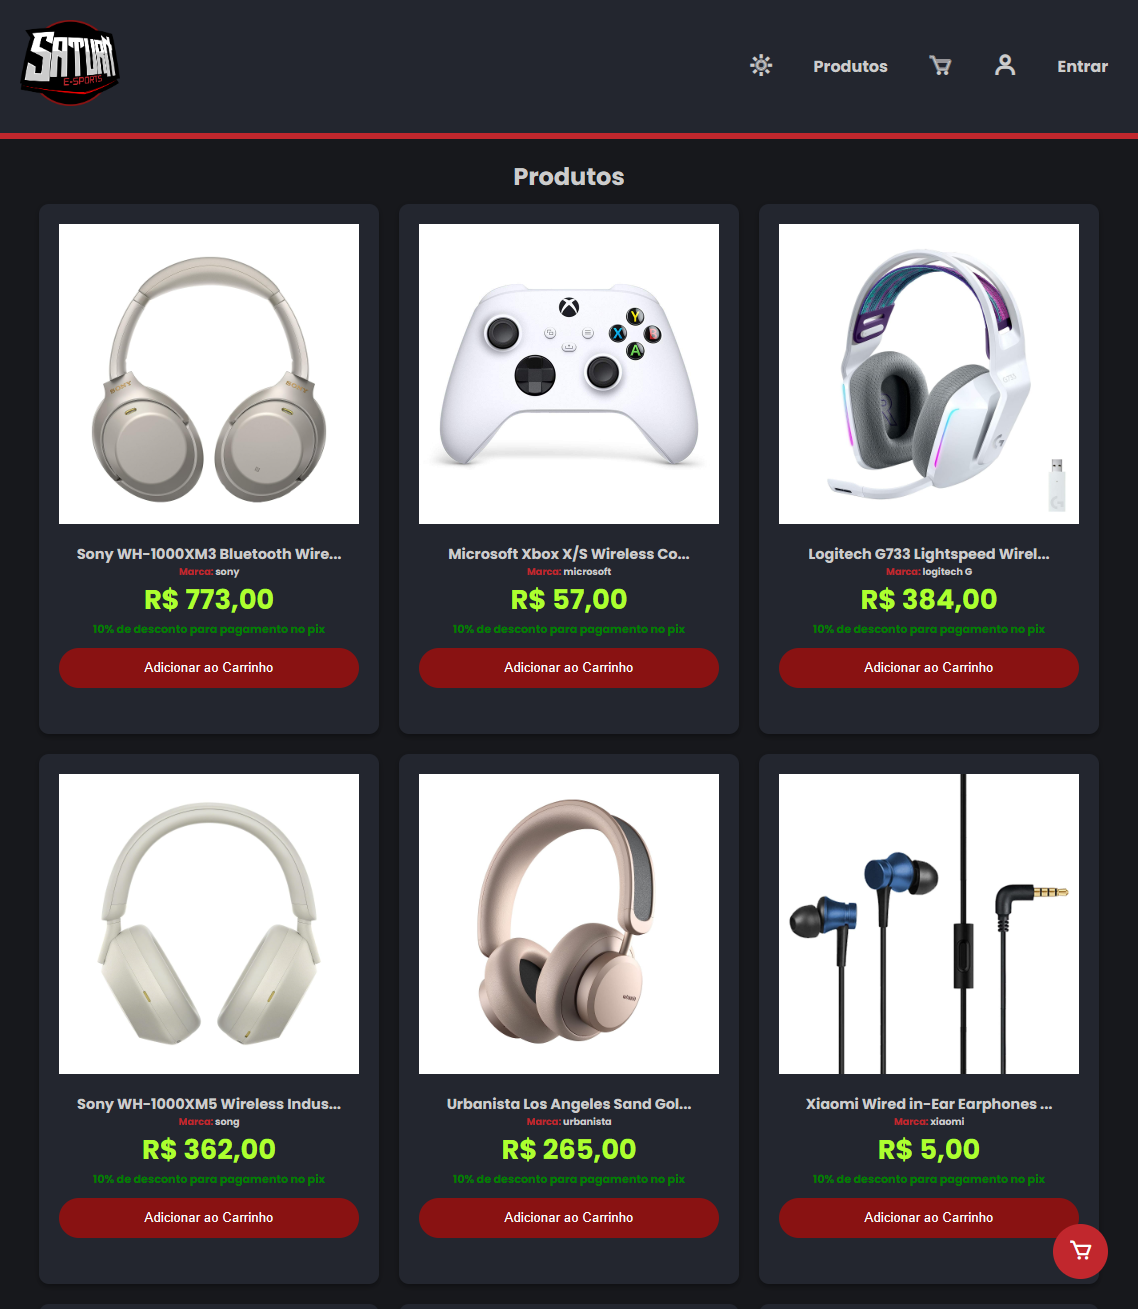 SATURN
E-SPORTS
Produtos
Entrar
Produtos
SONY
SONY
Y
X
A
Sony WH-1000XM3 Bluetooth Wire...
Marca: sony
R$ 773,00
10% de desconto para pagamento no pix
Adicionar ao Carrinho
Microsoft Xbox X/S Wireless Co...
Marca: microsoft
R$ 57,00
10% de desconto para pagamento no pix
Adicionar ao Carrinho
Logitech G733 Lightspeed Wirel...
Marca: logitech G
R$ 384,00
10% de desconto para pagamento no pix
Adicionar ao Carrinho
Sony WH-1000XM5 Wireless Indus...
Marca: song
R$ 362,00
10% de desconto para pagamento no pix
Adicionar ao Carrinho
Urbanista Los Angeles Sand Gol...
Marca: urbanista
R$ 265,00
10% de desconto para pagamento no pix
Adicionar ao Carrinho
Xiaomi Wired in-Ear Earphones ...
Marca: xiaomi
R$ 5,00
10% de desconto para pagamento no pix
Adicionar ao Carrinho